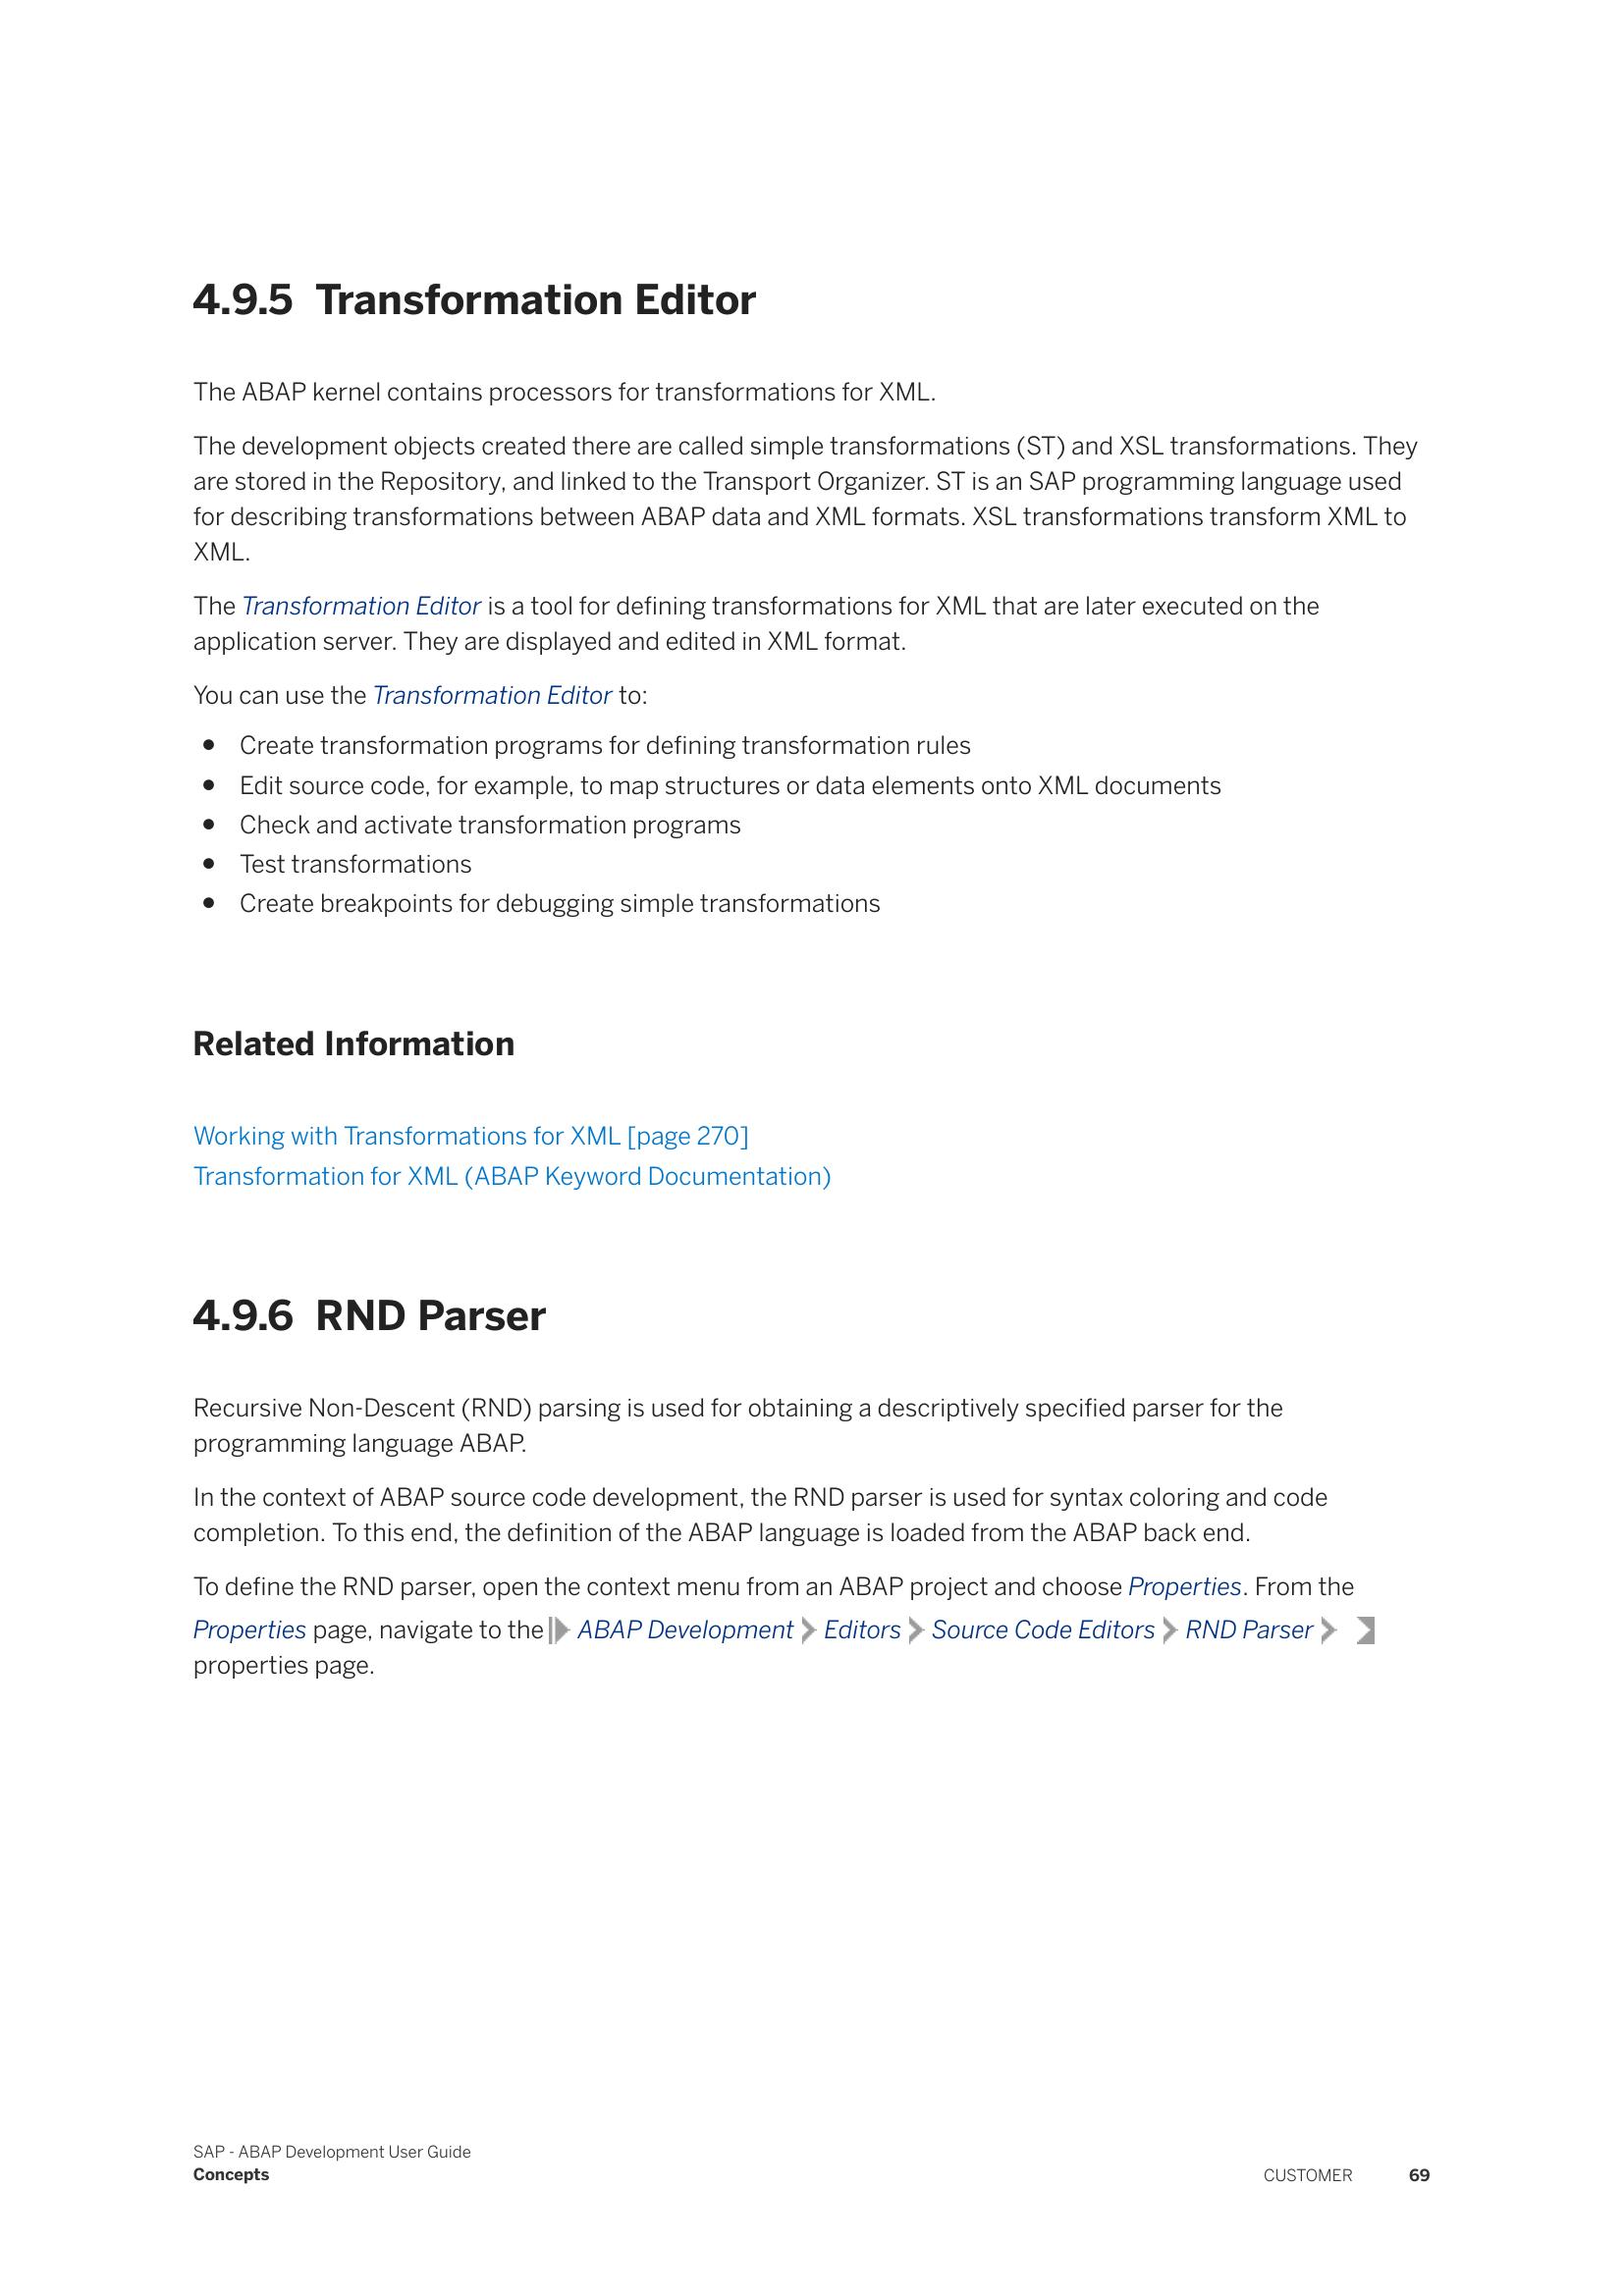 4.9.5 Transformation Editor
The ABAP kernel contains processors for transformations for XML.
The development objects created there are called simple transformations (ST) and XSL transformations. They
are stored in the Repository, and linked to the Transport Organizer. ST is an SAP programming language used
for describing transformations between ABAP data and XML formats. XSL transformations transform XML to
XML.
The Transformation Editor is a tool for defining transformations for XML that are later executed on the
application server. They are displayed and edited in XML format.
You can use the Transformation Editor to:
● Create transformation programs for defining transformation rules
● Edit source code, for example, to map structures or data elements onto XML documents
● Check and activate transformation programs
● Test transformations
● Create breakpoints for debugging simple transformations
Related Information
Working with Transformations for XML [page 270]
Transformation for XML (ABAP Keyword Documentation)
4.9.6 RND Parser
Recursive Non-Descent (RND) parsing is used for obtaining a descriptively specified parser for the
programming language ABAP.
In the context of ABAP source code development, the RND parser is used for syntax coloring and code
completion. To this end, the definition of the ABAP language is loaded from the ABAP back end.
To define the RND parser, open the context menu from an ABAP project and choose Properties. From the
Properties page, navigate to the ABAP Development > Editors > Source Code Editors > RND Parser >
properties page.
SAP - ABAP Development User Guide
Concepts
CUSTOMER 69